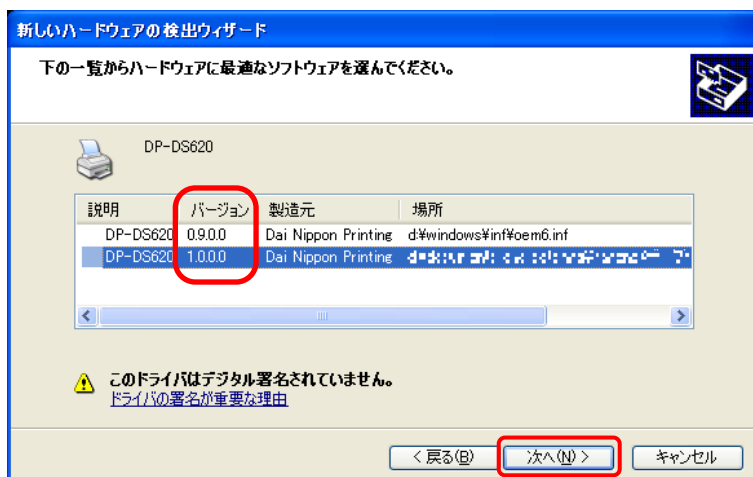 新しいハードウェアの検出ウィザード
下の一覧からハードウェアに最適なソフトウェアを選んでください。
DP-DS620
説明 バージョン 製造元 場所
DP-DS620 0.9.0.0 Dai Nippon Printing d:¥windows¥inf¥oem6.inf
DP-DS620 1.0.0.0 Dai Nippon Printing
このドライバはデジタル署名されていません。
ドライバの署名が重要な理由
< 戻る(B) 次へ(N) > キャンセル